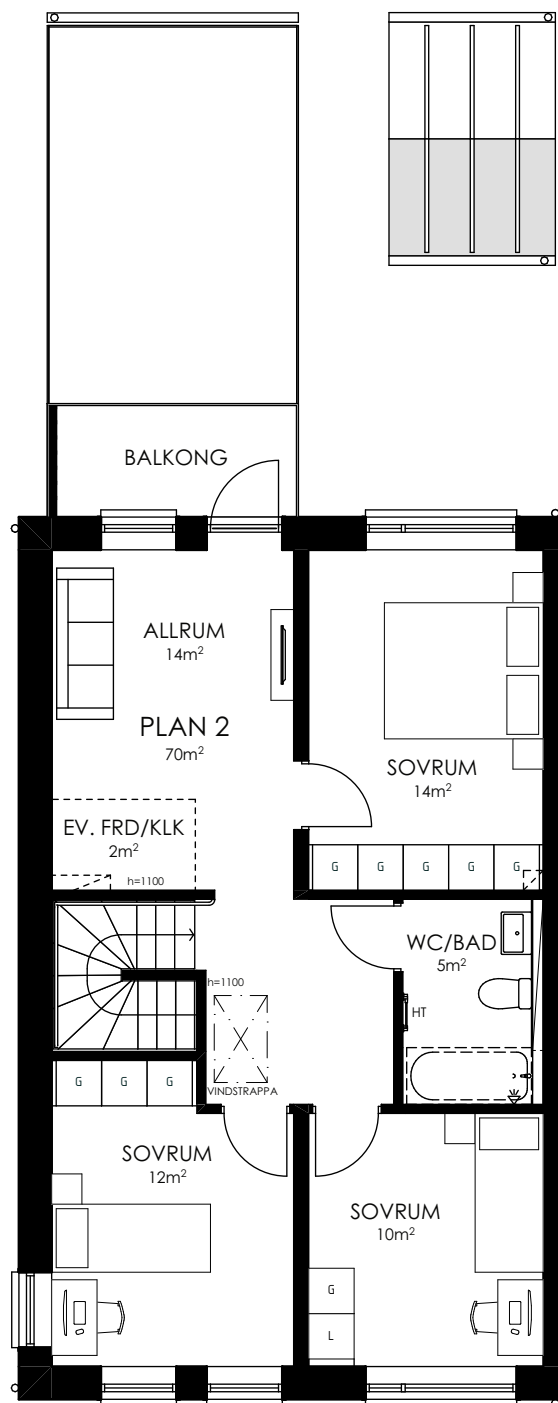 BALKONG
ALLRUM
14m²
PLAN 2
70m²
SOVRUM
14m²
EV. FRD/KLK
2m²
h=1100
G G G G G
WC/BAD
5m²
h=1100
HT
VINDSTRAPPA
G G G
SOVRUM
12m²
SOVRUM
10m²
G
L